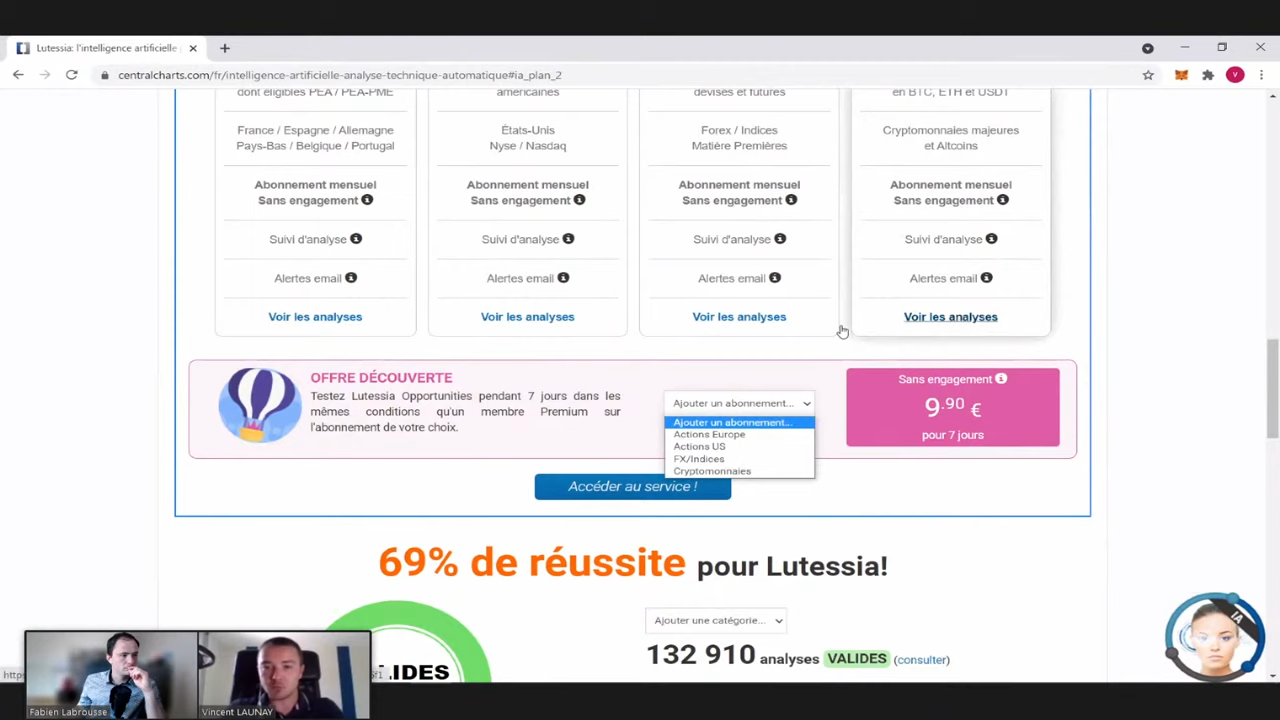 Lutessia: l'intelligence artificielle
centralcharts.com/fr/intelligence-artificielle-analyse-technique-automatique#ia_plan_2
V
dont eligibles PEA / PEA-PME
américaines
devises et futures
en BTC, ETH et USDT
France / Espagne / Allemagne
Pays-Bas / Belgique / Portugal
États-Unis
Nyse / Nasdaq
Forex / Indices
Matière Premières
Cryptomonnaies majeures
et Altcoins
Abonnement mensuel
Sans engagement
Abonnement mensuel
Sans engagement
Abonnement mensuel
Sans engagement
Abonnement mensuel
Sans engagement
Suivi d'analyse
Suivi d'analyse
Suivi d'analyse
Suivi d'analyse
Alertes email
Alertes email
Alertes email
Alertes email
Voir les analyses
Voir les analyses
Voir les analyses
Voir les analyses
OFFRE DÉCOUVERTE
Testez Lutessia Opportunities pendant 7 jours dans les
mêmes conditions qu'un membre Premium sur
l'abonnement de votre choix.
Ajouter un abonnement...
Ajouter un abonnement...
Actions Europe
Actions US
FX/Indices
Cryptomonnaies
Sans engagement
9.90 €
pour 7 jours
Accéder au service !
69% de réussite pour Lutessia!
Ajouter une catégorie...
132 910 analyses VALIDES (consulter)
LIDES
IA
Fabien Labrousse
Vincent LAUNAY